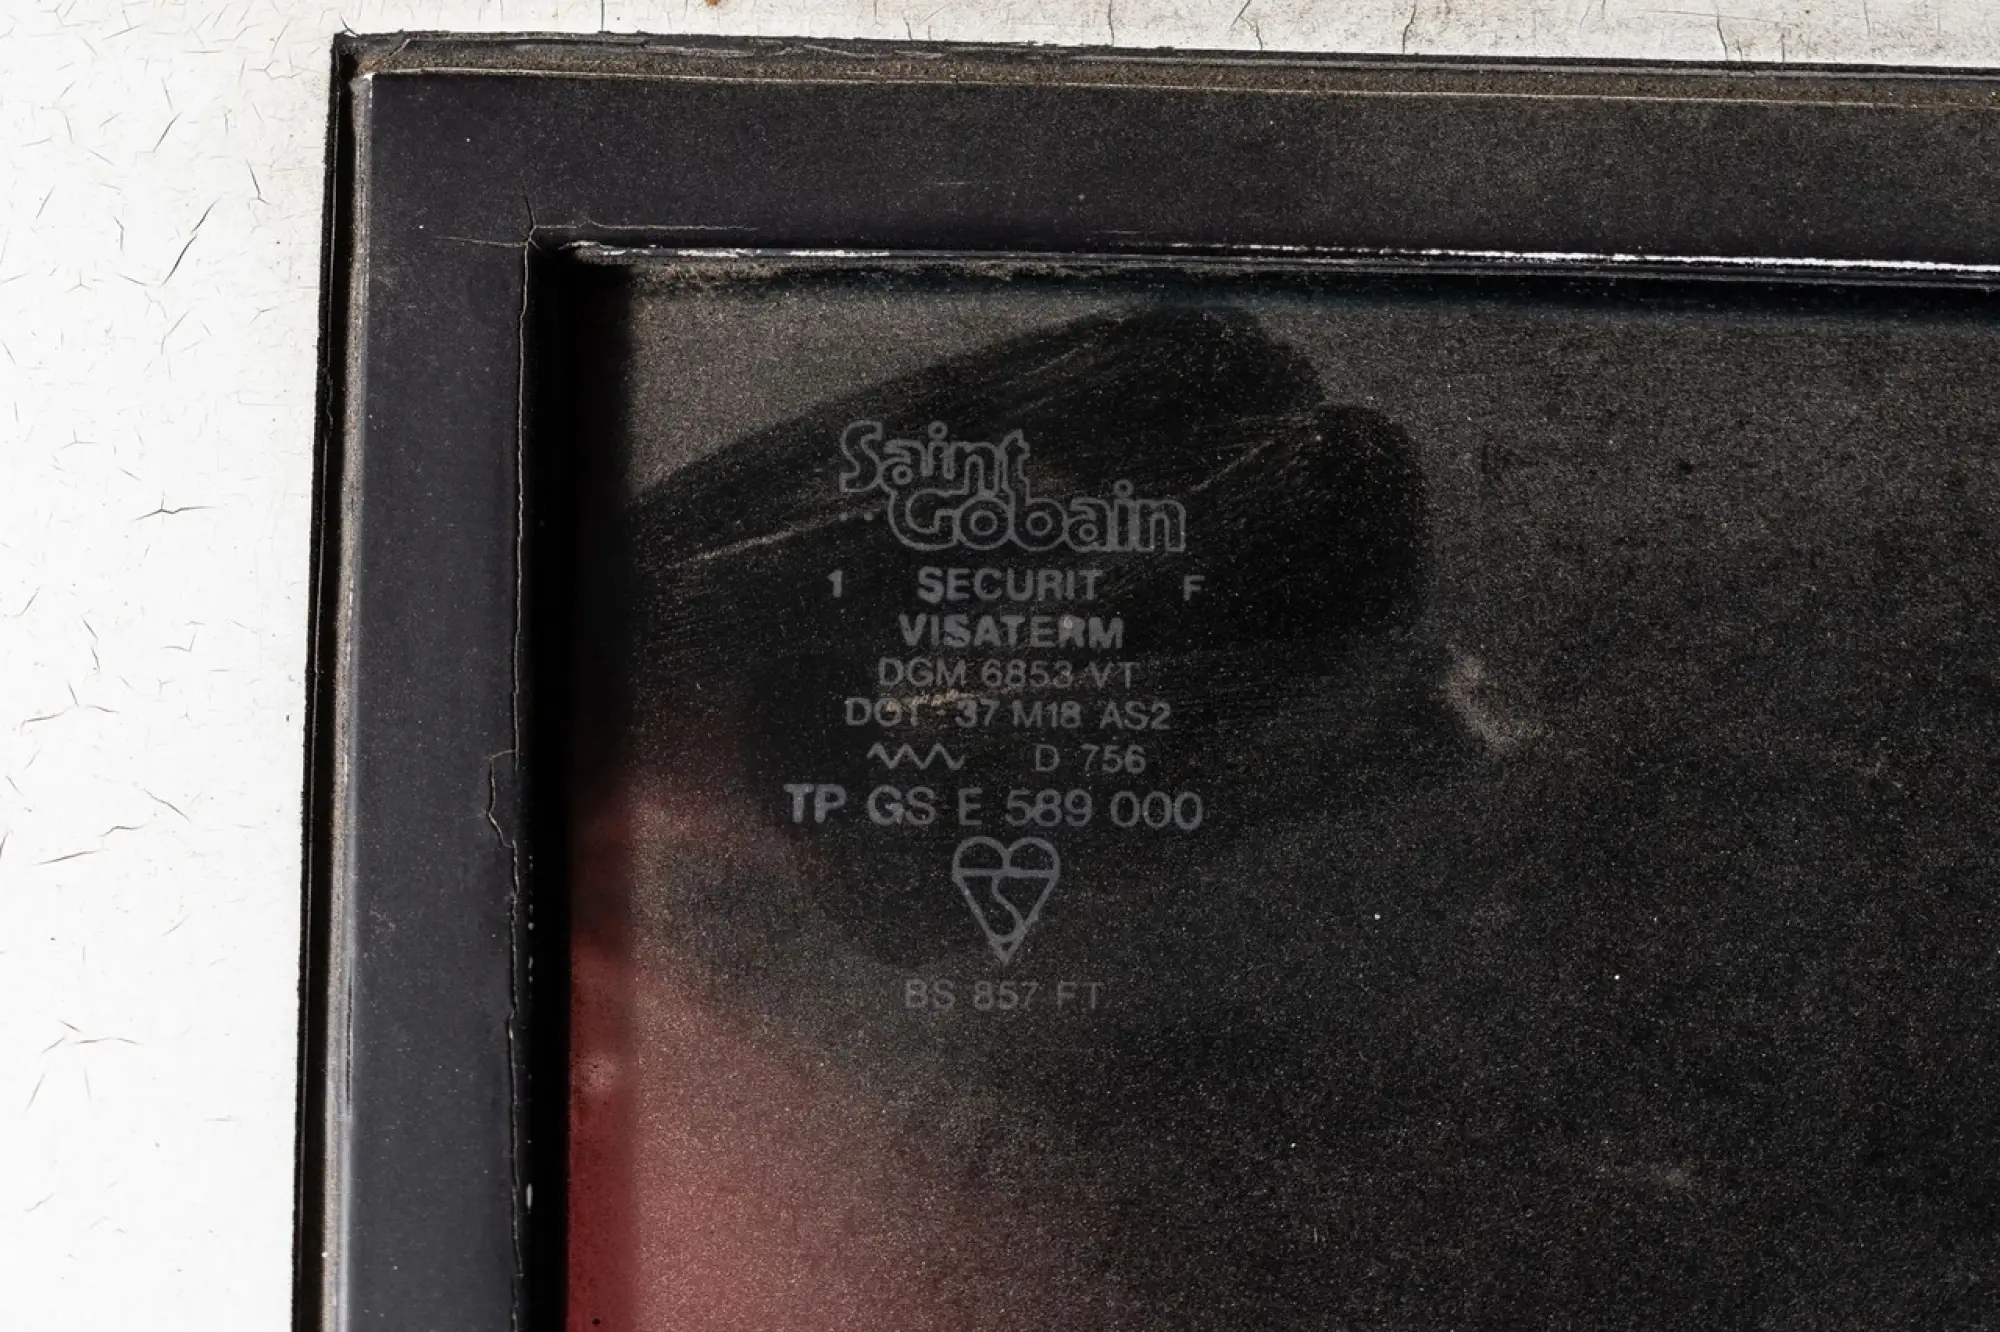 Saint
Gobain
1 SECURIT F
VISATERM
DGM 6853 VT
DOT · 37 M18 AS2
D 756
TP GS E 589 000
BS 857 FT